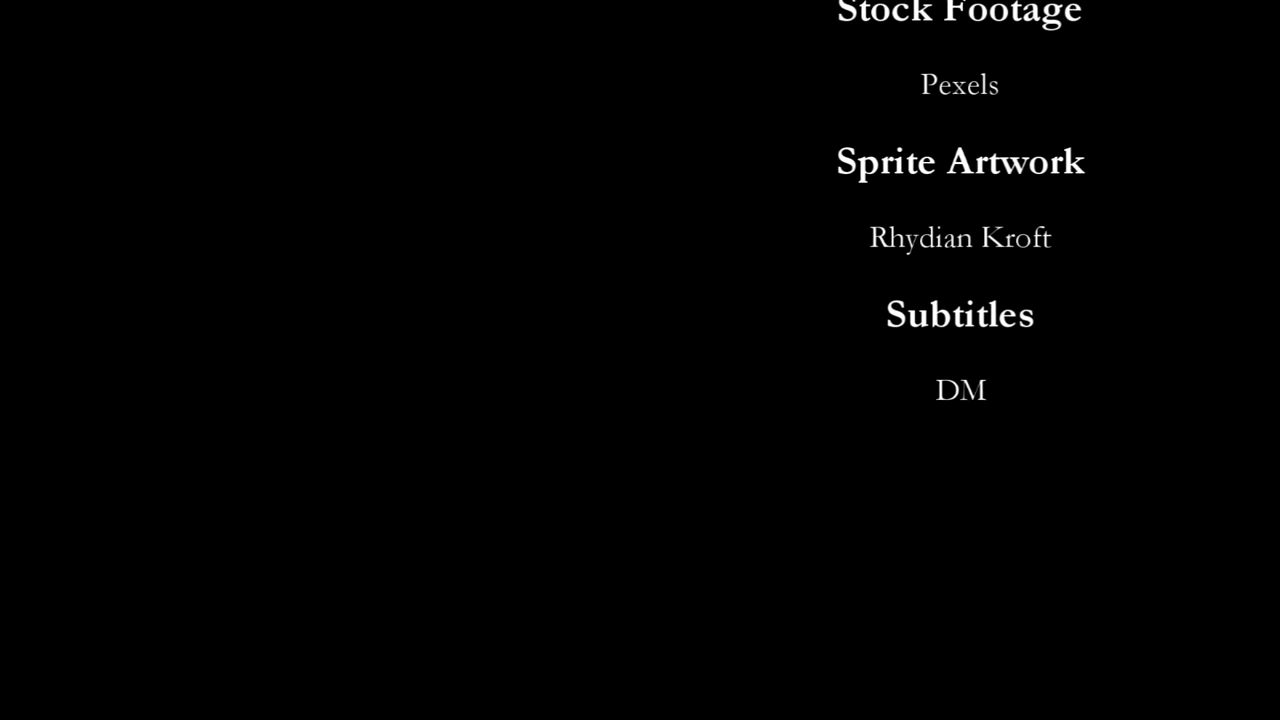 Stock Footage
Pexels
Sprite Artwork
Rhydian Kroft
Subtitles
DM